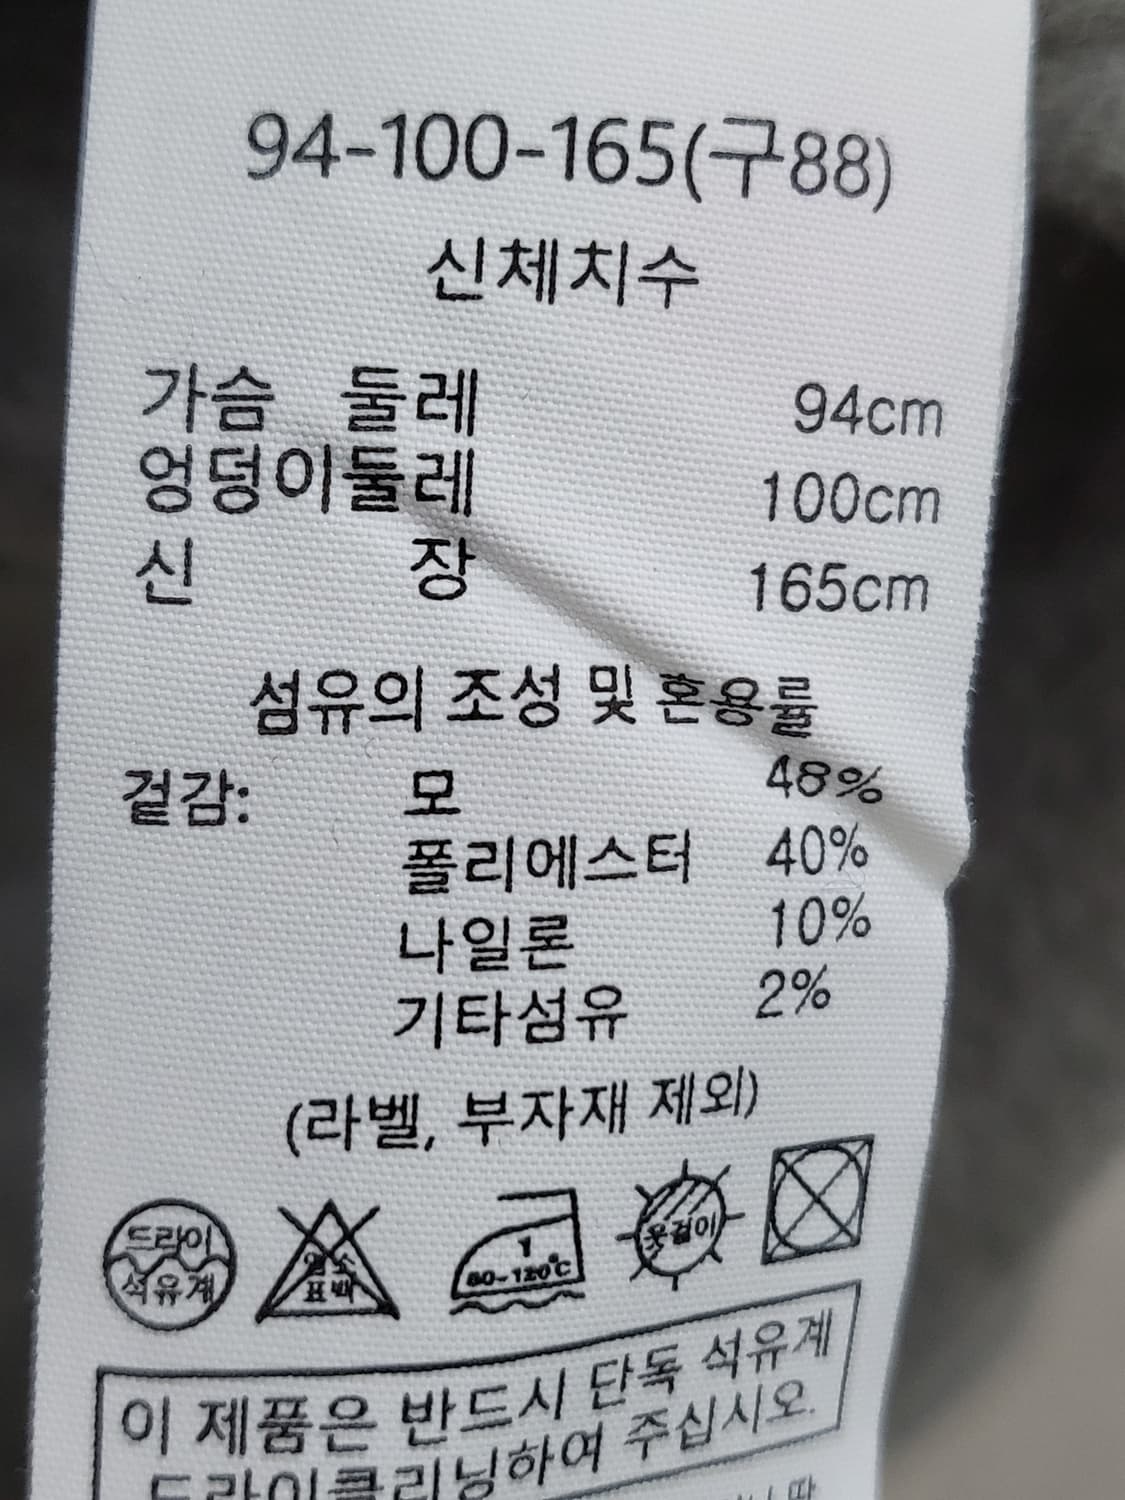 94-100-165(구88)
신체치수
가슴 둘레 94cm
엉덩이둘레 100cm
신 장 165cm
섬유의 조성 및 혼용률
겉감: 모 48%
폴리에스터 40%
나일론 10%
기타섬유 2%
(라벨, 부자재 제외)
드라이
석유계
염소
표백
1
80-120℃
옷걸이
이 제품은 반드시 단독 석유계
드라이클리닝하여 주십시오.